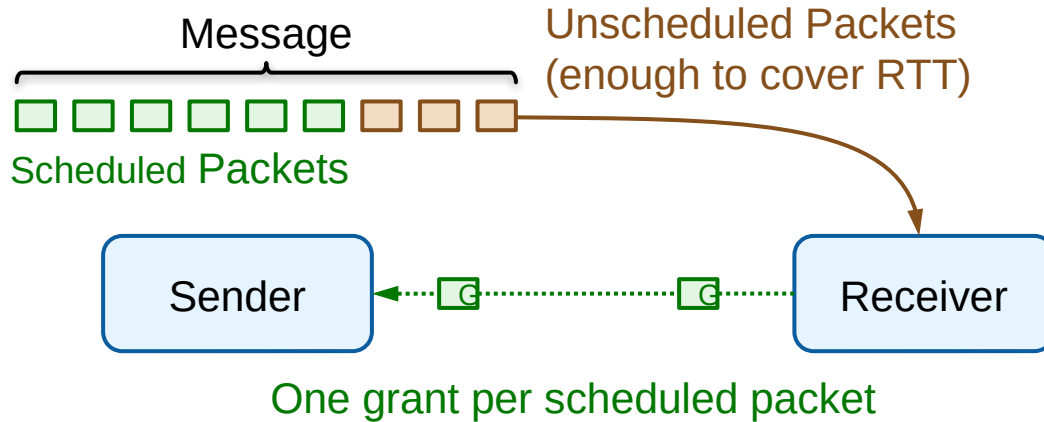 Message
Unscheduled Packets
(enough to cover RTT)
Scheduled Packets
Sender
G
G
Receiver
One grant per scheduled packet